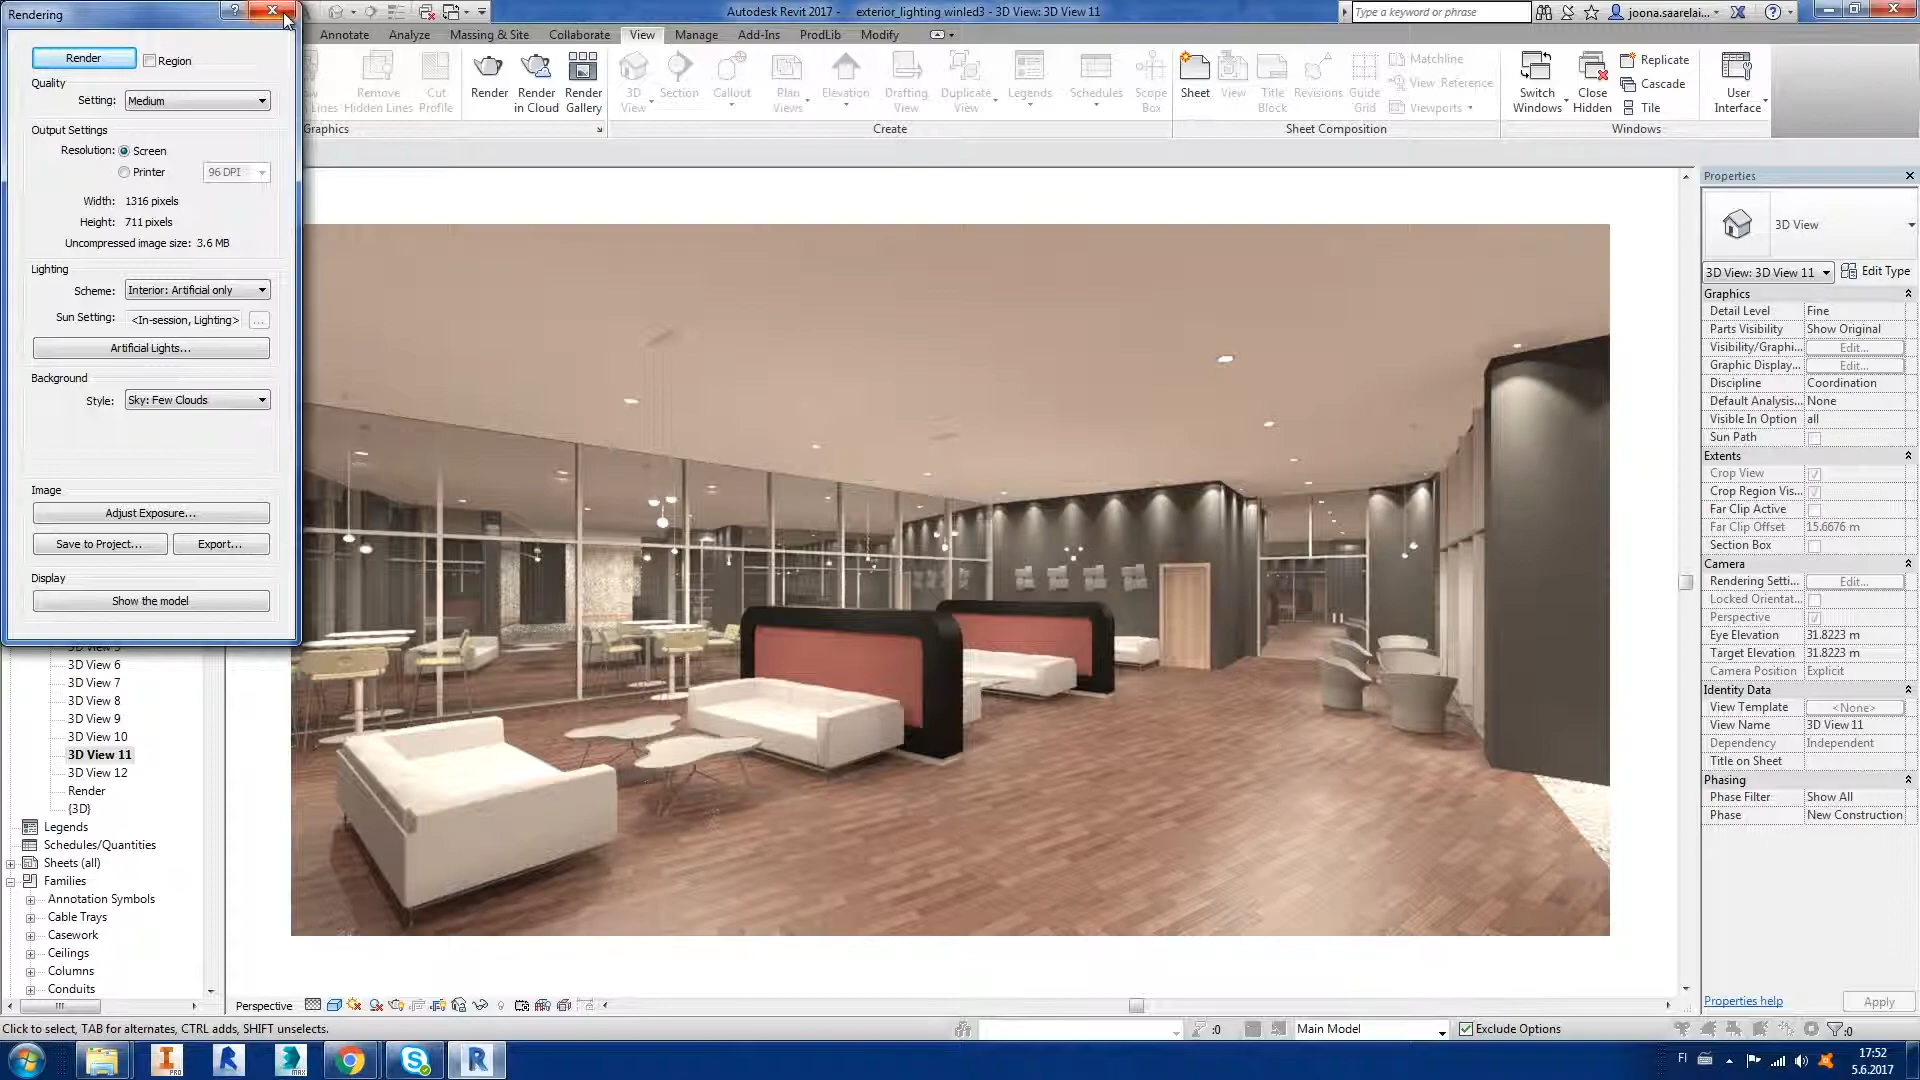 Rendering
?
Render
Region
Quality
Setting: Medium
Output Settings
Resolution: Screen
Printer 96 DPI
Width: 1316 pixels
Height: 711 pixels
Uncompressed image size: 3.6 MB
Lighting
Scheme: Interior: Artificial only
Sun Setting: <In-session, Lighting> ...
Artificial Lights...
Background
Style: Sky: Few Clouds
Image
Adjust Exposure...
Save to Project... Export...
Display
Show the model
Autodesk Revit 2017 - exterior_lighting winled3 - 3D View: 3D View 11
Type a keyword or phrase
joona.saarelai...
Annotate Analyze Massing & Site Collaborate View Manage Add-Ins ProdLib Modify
Remove Hidden Lines
Cut Profile
Render
Render in Cloud
Render Gallery
3D View
Section
Callout
Plan Views
Elevation
Drafting View
Duplicate View
Legends
Schedules
Scope Box
Sheet
View
Title Block
Revisions
Guide Grid
Matchline
View Reference
Viewports
Switch Windows
Close Hidden
Replicate
Cascade
Tile
User Interface
Create
Sheet Composition
Windows
3D View 6
3D View 7
3D View 8
3D View 9
3D View 10
3D View 11
3D View 12
Render
{3D}
Legends
Schedules/Quantities
Sheets (all)
Families
Annotation Symbols
Cable Trays
Casework
Ceilings
Columns
Conduits
Properties
3D View
3D View: 3D View 11 Edit Type
Graphics
Detail Level Fine
Parts Visibility Show Original
Visibility/Graphi... Edit...
Graphic Display... Edit...
Discipline Coordination
Default Analysis... None
Visible In Option all
Sun Path
Extents
Crop View
Crop Region Vis...
Far Clip Active
Far Clip Offset 15.6676 m
Section Box
Camera
Rendering Setti... Edit...
Locked Orientat...
Perspective
Eye Elevation 31.8223 m
Target Elevation 31.8223 m
Camera Position Explicit
Identity Data
View Template <None>
View Name 3D View 11
Dependency Independent
Title on Sheet
Phasing
Phase Filter Show All
Phase New Construction
Properties help Apply
Perspective
Click to select, TAB for alternates, CTRL adds, SHIFT unselects.
:0
Main Model
Exclude Options
:0
FI
17:52
5.6.2017